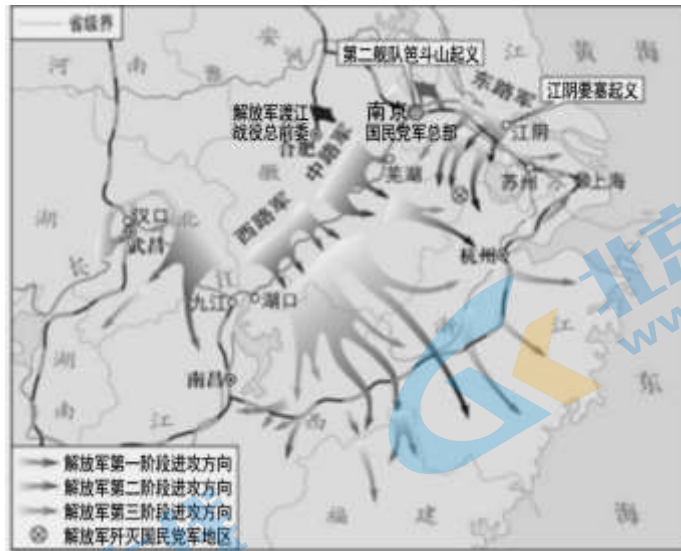 省级界
河
南
安
江
黄
海
第二舰队笆斗山起义
东路军
江阴要塞起义
解放军渡江
战役总前委
合肥
南京
国民党军总部
江阴
徽
中路军
芜湖
苏州
上海
湖
北
汉口
武昌
西路军
长
江
杭州
九江
湖口
浙
江
北京
www
湖
南
南昌
江
西
东
海
福
建
解放军第一阶段进攻方向
解放军第二阶段进攻方向
解放军第三阶段进攻方向
解放军歼灭国民党军地区